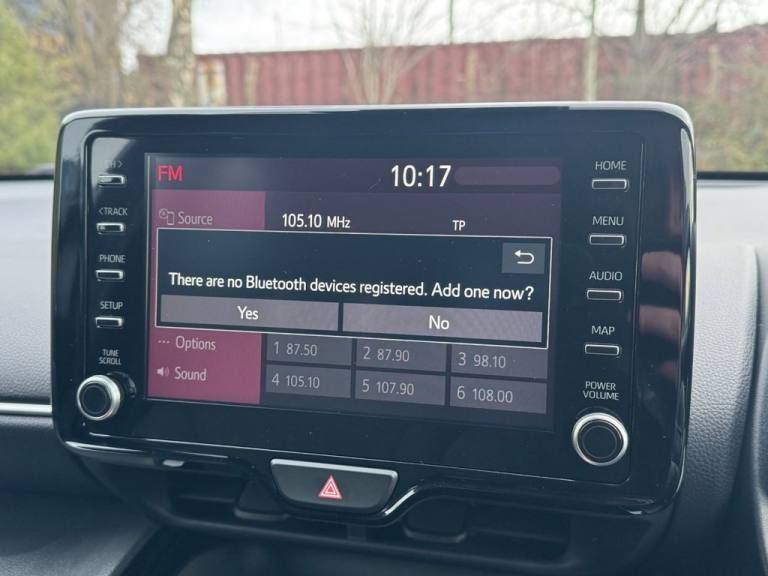 CH>
FM
10:17
HOME
<TRACK
Source
105.10 MHz
TP
MENU
PHONE
There are no Bluetooth devices registered. Add one now?
AUDIO
SETUP
Yes
No
MAP
TUNE
SCROLL
Options
1 87.50
2 87.90
3 98.10
Sound
4 105.10
5 107.90
6 108.00
POWER
VOLUME